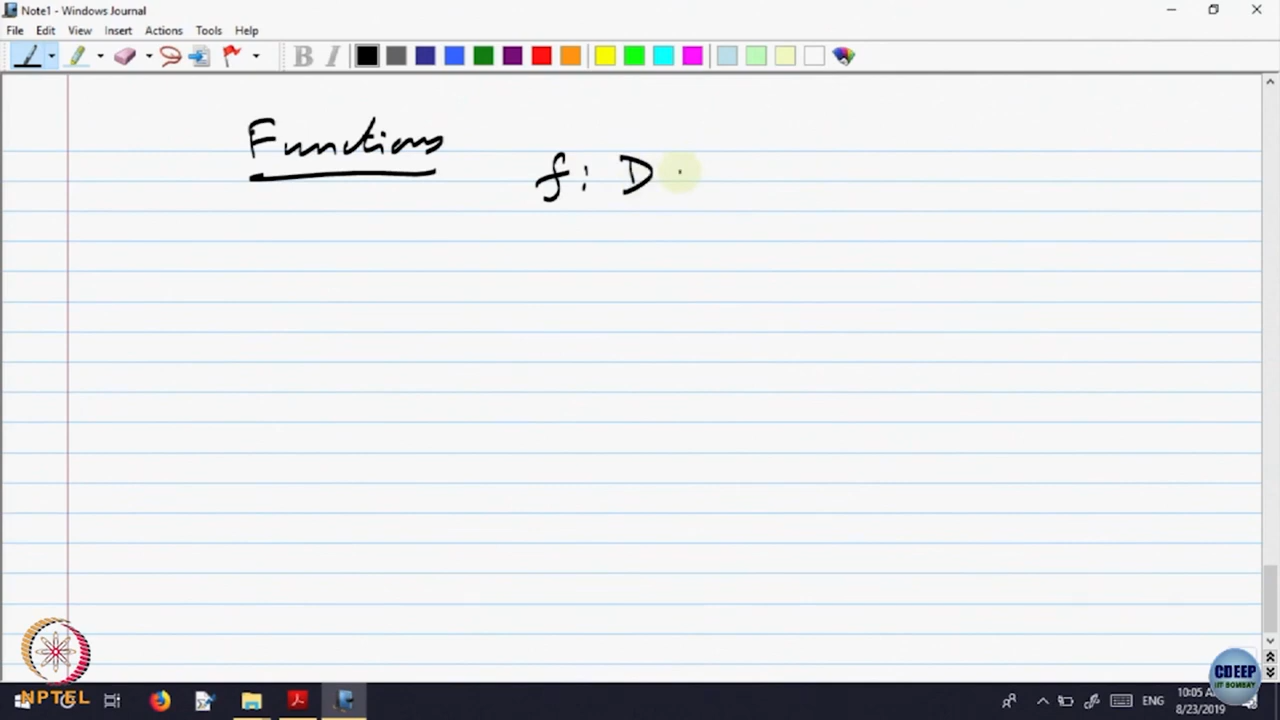 Note1 - Windows Journal
File Edit View Insert Actions Tools Help
B I
Functions
f: D
NPTEL
CDEEP
IIT BOMBAY
ENG
10:05 A
8/23/2019